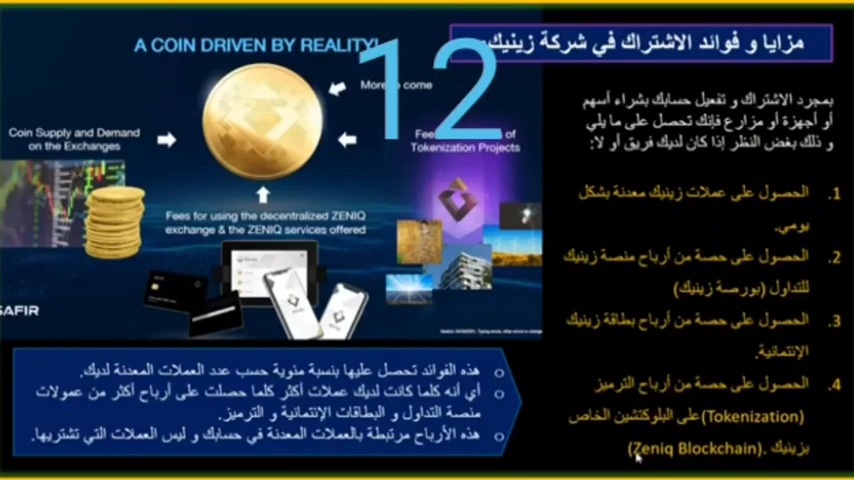 مزايا و فوائد الاشتراك في شركة زينيك
A COIN DRIVEN BY REALITY!
12
More to come
Coin Supply and Demand
on the Exchanges
Fees of
Tokenization Projects
Fees for using the decentralized ZENIQ
exchange & the ZENIQ services offered
SAFIR
بمجرد الاشتراك و تفعيل حسابك بشراء أسهم
أو أجهزة أو مزارع فإنك تحصل على ما يلي
و ذلك بغض النظر إذا كان لديك فريق أو لا:
1. الحصول على عملات زينيك معدنة بشكل
يومي.
2. الحصول على حصة من أرباح منصة زينيك
للتداول (بورصة زينيك)
3. الحصول على حصة من أرباح بطاقة زينيك
الإئتمانية.
4. الحصول على حصة من أرباح الترميز
(Tokenization) على البلوكتشين الخاص
بزينيك .(Zeniq Blockchain)
o هذه الفوائد تحصل عليها بنسبة مئوية حسب عدد العملات المعدنة لديك.
o أي أنه كلما كانت لديك عملات أكثر كلما حصلت على أرباح أكثر من عمولات
منصة التداول و البطاقات الإئتمانية و الترميز.
o هذه الأرباح مرتبطة بالعملات المعدنة في حسابك و ليس العملات التي تشتريها.